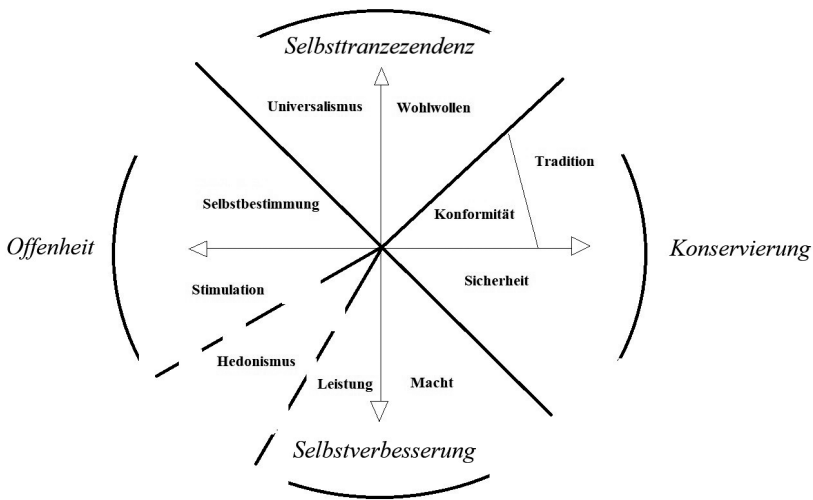 Selbsttranzezendenz
Universalismus
Wohlwollen
Tradition
Selbstbestimmung
Konformität
Offenheit
Konservierung
Stimulation
Sicherheit
Hedonismus
Leistung
Macht
Selbstverbesserung